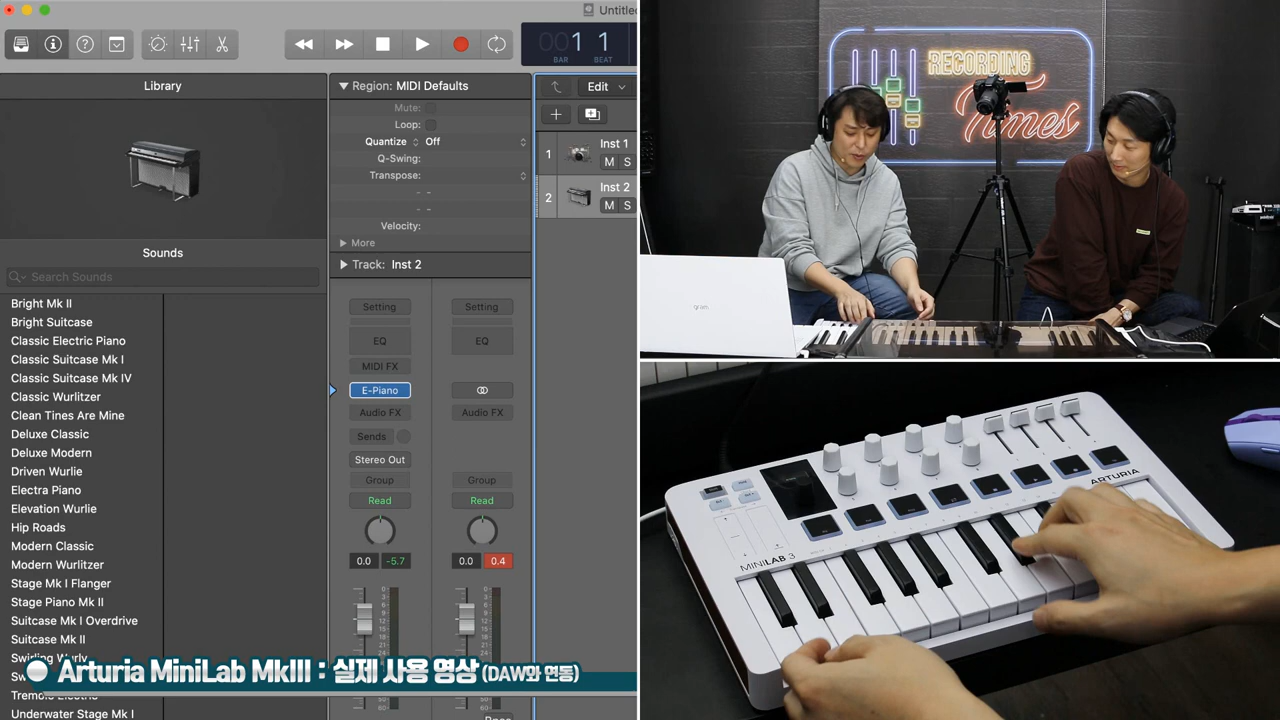 Untitled
001 1
BAR BEAT
Library
Region: MIDI Defaults
Mute:
Loop:
Quantize Off
Q-Swing:
Transpose:
- -
- -
Velocity:
More
Track: Inst 2
Edit
1 Inst 1
M S
2 Inst 2
M S
Sounds
Search Sounds
Bright Mk II
Bright Suitcase
Classic Electric Piano
Classic Suitcase Mk I
Classic Suitcase Mk IV
Classic Wurlitzer
Clean Tines Are Mine
Deluxe Classic
Deluxe Modern
Driven Wurlie
Electra Piano
Elevation Wurlie
Hip Roads
Modern Classic
Modern Wurlitzer
Stage Mk I Flanger
Stage Piano Mk II
Suitcase Mk I Overdrive
Suitcase Mk II
Swirling Wurly
Tremolo Electric
Underwater Stage Mk I
Setting Setting
EQ EQ
MIDI FX
E-Piano
Audio FX Audio FX
Sends
Stereo Out
Group Group
Read Read
0.0 -5.7 0.0 0.4
Arturia MiniLab MkIII : 실제 사용 영상 (DAW와 연동)
RECORDING
Times
gram
ARTURIA
MINILAB 3